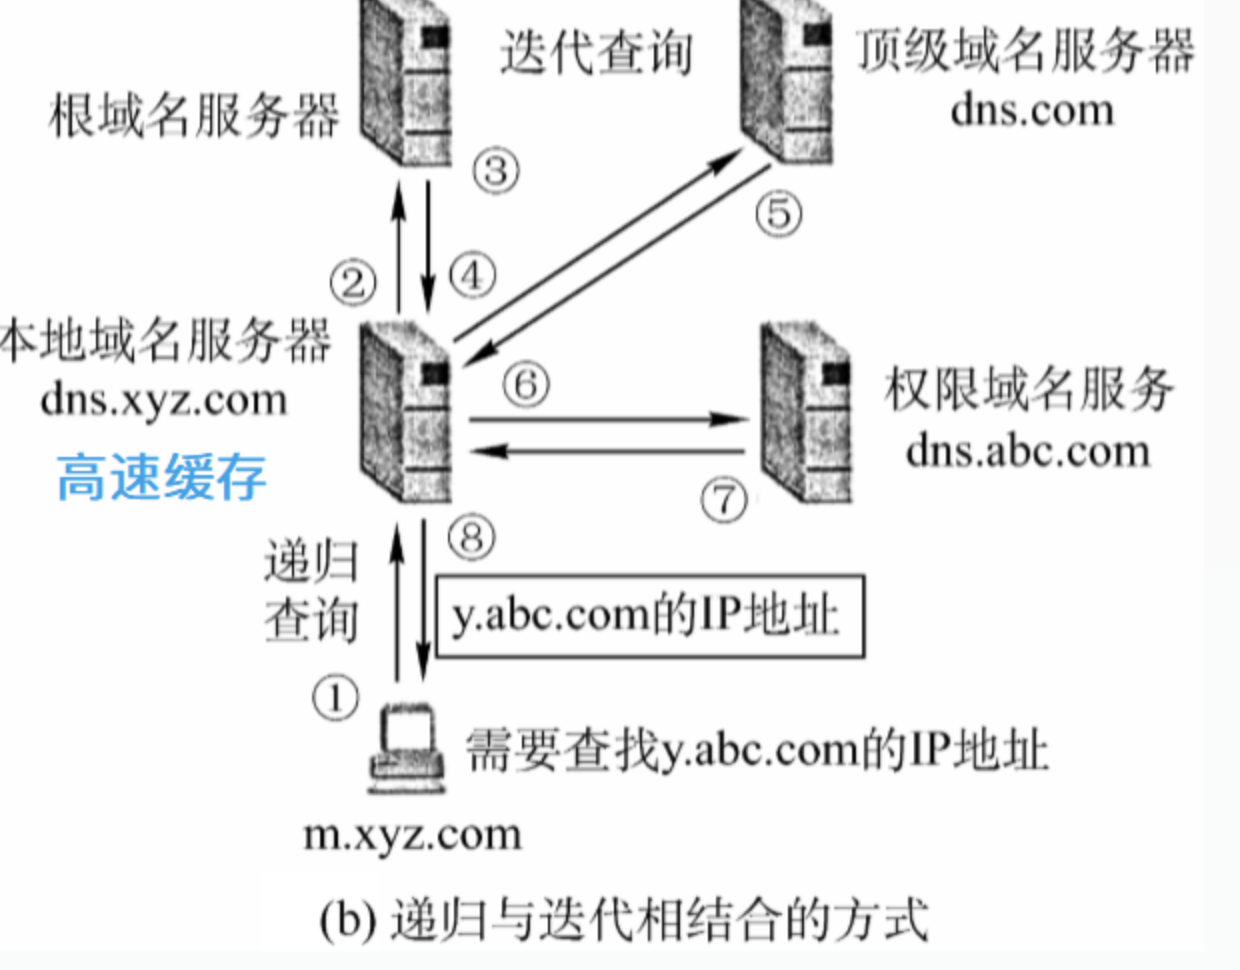 迭代查询
顶级域名服务器
dns.com
根域名服务器
③
⑤
②
④
本地域名服务器
dns.xyz.com
高速缓存
⑥
权限域名服务
dns.abc.com
⑦
⑧
递归
查询
y.abc.com的IP地址
①
需要查找y.abc.com的IP地址
m.xyz.com
(b) 递归与迭代相结合的方式